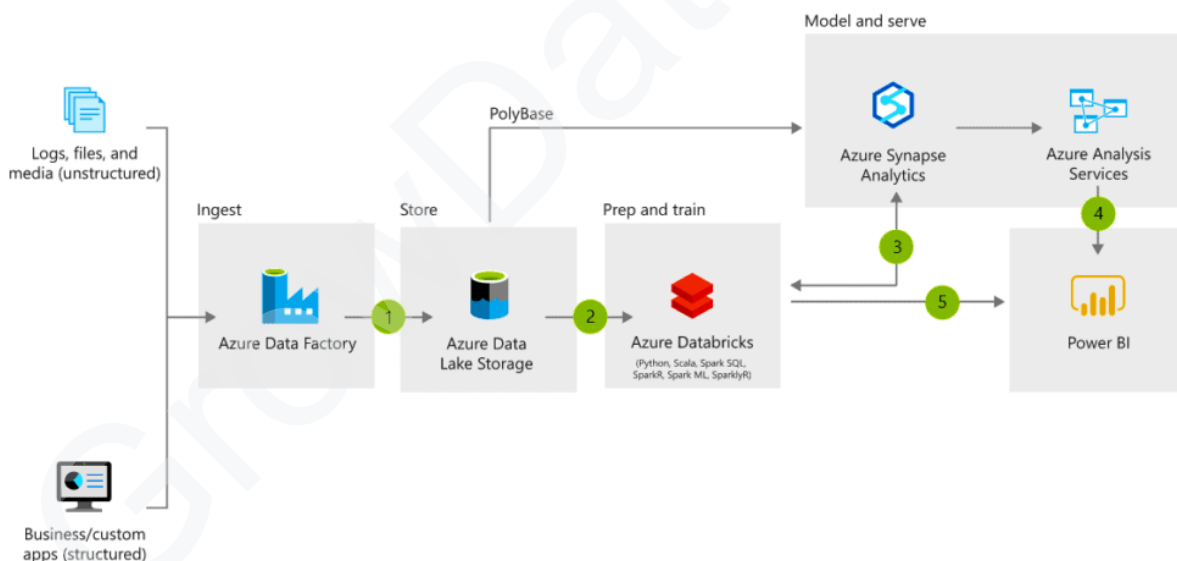 Model and serve
PolyBase
Logs, files, and
media (unstructured)
Azure Synapse
Analytics
Azure Analysis
Services
Ingest
Store
Prep and train
4
3
1
2
5
Azure Data Factory
Azure Data
Lake Storage
Azure Databricks
(Python, Scala, Spark SQL,
SparkR, Spark ML, SparklyR)
Power BI
Business/custom
apps (structured)
GrowDat